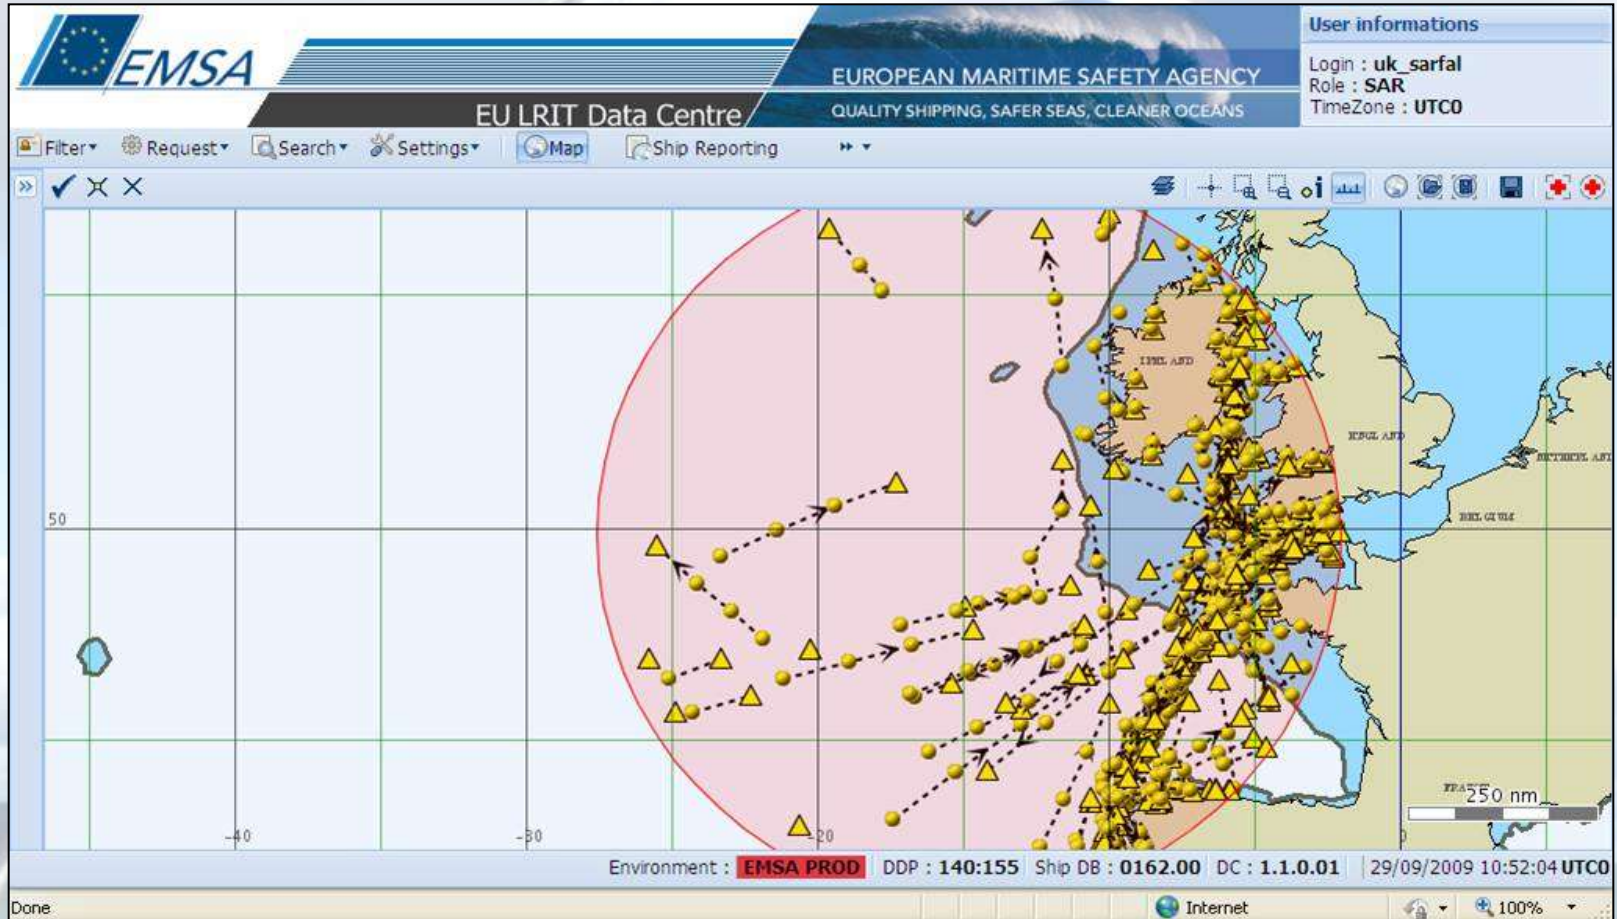 EMSA
EU LRIT Data Centre
EUROPEAN MARITIME SAFETY AGENCY
QUALITY SHIPPING, SAFER SEAS, CLEANER OCEANS
User informations
Login : uk_sarfal
Role : SAR
TimeZone : UTC0
Filter Request Search Settings Map Ship Reporting
IRELAND
ENGLAND
NETHERLAND
50
BELGIUM
250 nm
-40 -30 -20 0
Environment : EMSA PROD DDP : 140:155 Ship DB : 0162.00 DC : 1.1.0.01 29/09/2009 10:52:04 UTC0
Done Internet 100%